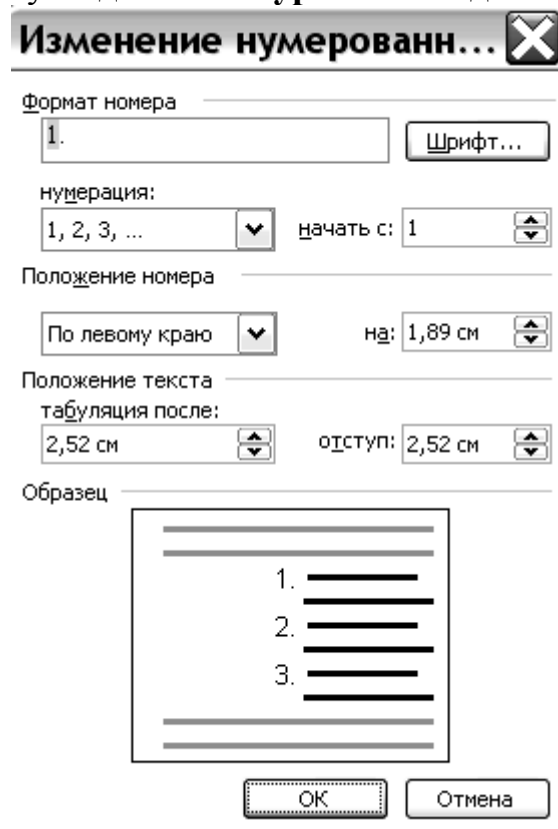 Изменение нумерованн...
Формат номера
1.
Шрифт...
нумерация:
1, 2, 3, ...
начать с: 1
Положение номера
По левому краю
на: 1,89 см
Положение текста
табуляция после:
2,52 см
отступ: 2,52 см
Образец
1.
2.
3.
ОК
Отмена